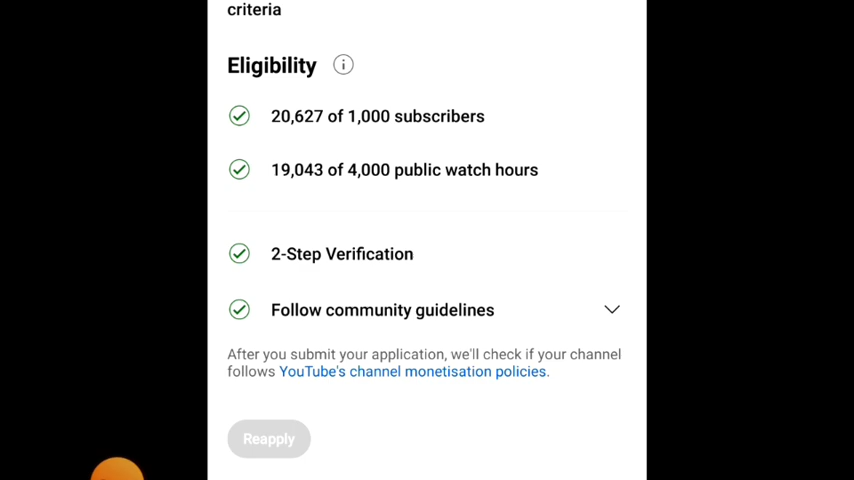 criteria
Eligibility
20,627 of 1,000 subscribers
19,043 of 4,000 public watch hours
2-Step Verification
Follow community guidelines
After you submit your application, we'll check if your channel
follows YouTube's channel monetisation policies.
Reapply